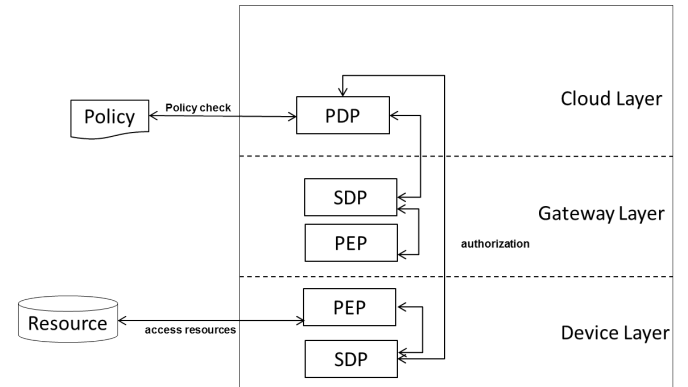 Cloud Layer
Policy
Policy check
PDP
SDP
Gateway Layer
PEP
authorization
PEP
Resource
access resources
Device Layer
SDP